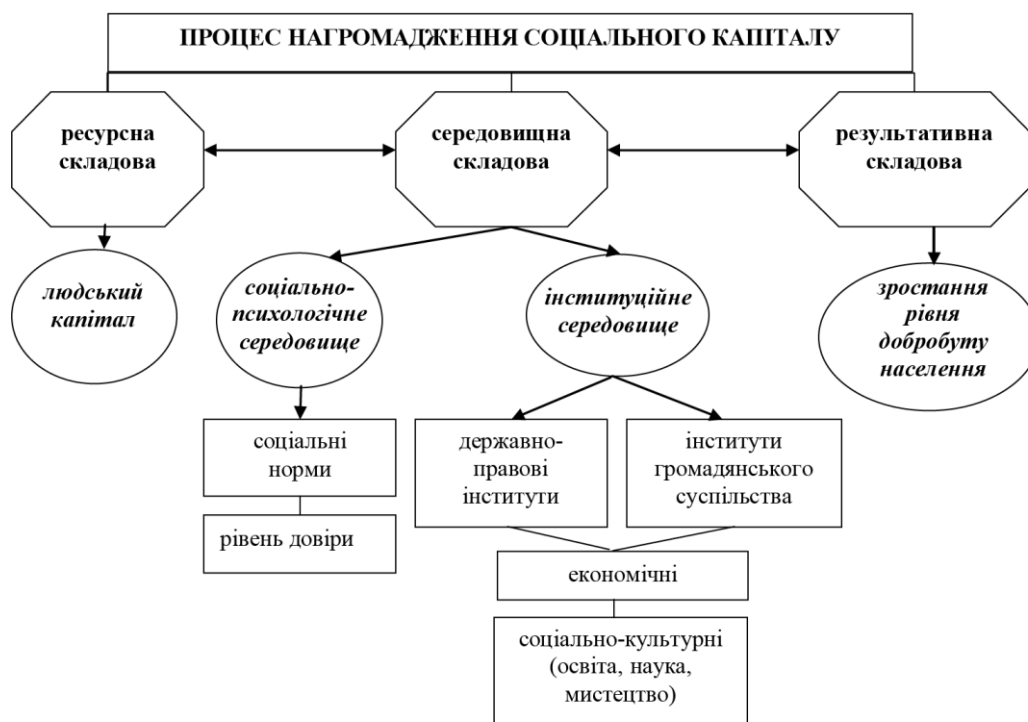 ПРОЦЕС НАГРОМАДЖЕННЯ СОЦІАЛЬНОГО КАПІТАЛУ
ресурсна
складова
середовищна
складова
результативна
складова
людський
капітал
соціально-
психологічне
середовище
інституційне
середовище
зростання
рівня
добробуту
населення
соціальні
норми
рівень довіри
державно-
правові
інститути
інститути
громадянського
суспільства
економічні
соціально-культурні
(освіта, наука,
мистецтво)